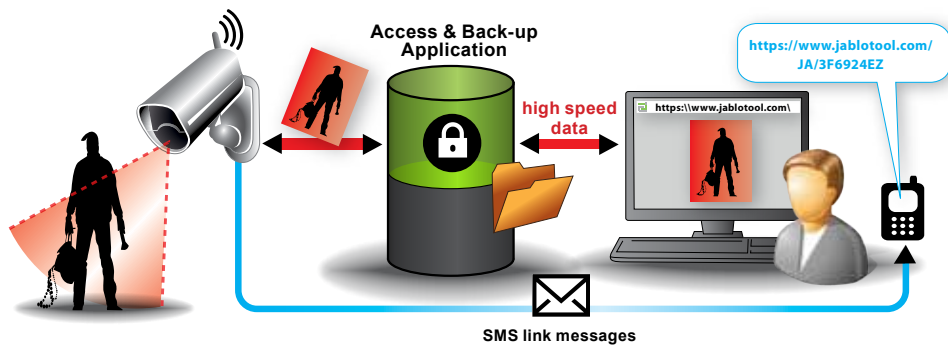 Access & Back-up
Application
https://www.jablotool.com/
JA/3F6924EZ
high speed
data
https:\\www.jablotool.com\
SMS link messages